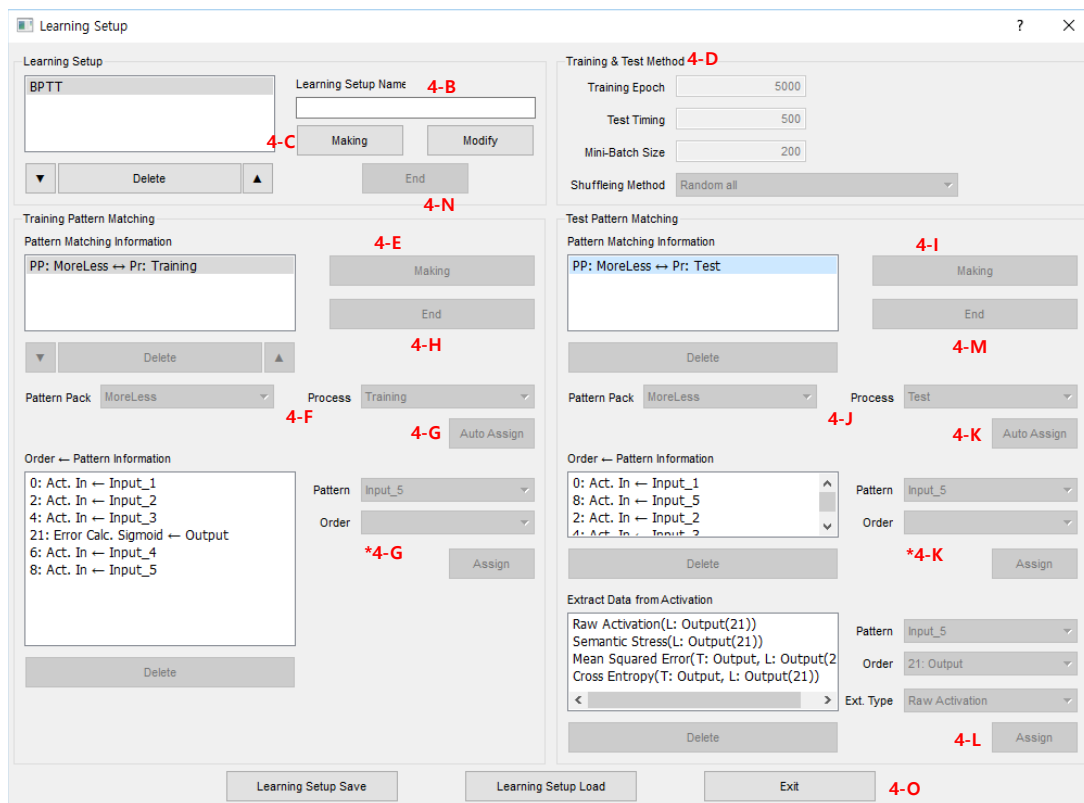 Learning Setup
?
Learning Setup
BPTT
Learning Setup Name
4-B
4-C
Making
Modify
▼
Delete
▲
End
4-N
Training & Test Method
4-D
Training Epoch
5000
Test Timing
500
Mini-Batch Size
200
Shuffleing Method
Random all
Training Pattern Matching
Pattern Matching Information
4-E
PP: MoreLess ↔ Pr: Training
Making
End
4-H
▼
Delete
▲
Pattern Pack
MoreLess
4-F
Process
Training
4-G
Auto Assign
Order ← Pattern Information
0: Act. In ← Input_1
2: Act. In ← Input_2
4: Act. In ← Input_3
21: Error Calc. Sigmoid ← Output
6: Act. In ← Input_4
8: Act. In ← Input_5
Pattern
Input_5
Order
*4-G
Assign
Delete
Test Pattern Matching
Pattern Matching Information
4-I
PP: MoreLess ↔ Pr: Test
Making
End
4-M
Delete
Pattern Pack
MoreLess
4-J
Process
Test
4-K
Auto Assign
Order ← Pattern Information
0: Act. In ← Input_1
8: Act. In ← Input_5
2: Act. In ← Input_2
4: Act. In ← Input_3
Pattern
Input_5
Order
*4-K
Assign
Delete
Extract Data from Activation
Raw Activation(L: Output(21))
Semantic Stress(L: Output(21))
Mean Squared Error(T: Output, L: Output(2
Cross Entropy(T: Output, L: Output(21))
Pattern
Input_5
Order
21: Output
Ext. Type
Raw Activation
Delete
4-L
Assign
Learning Setup Save
Learning Setup Load
Exit
4-O